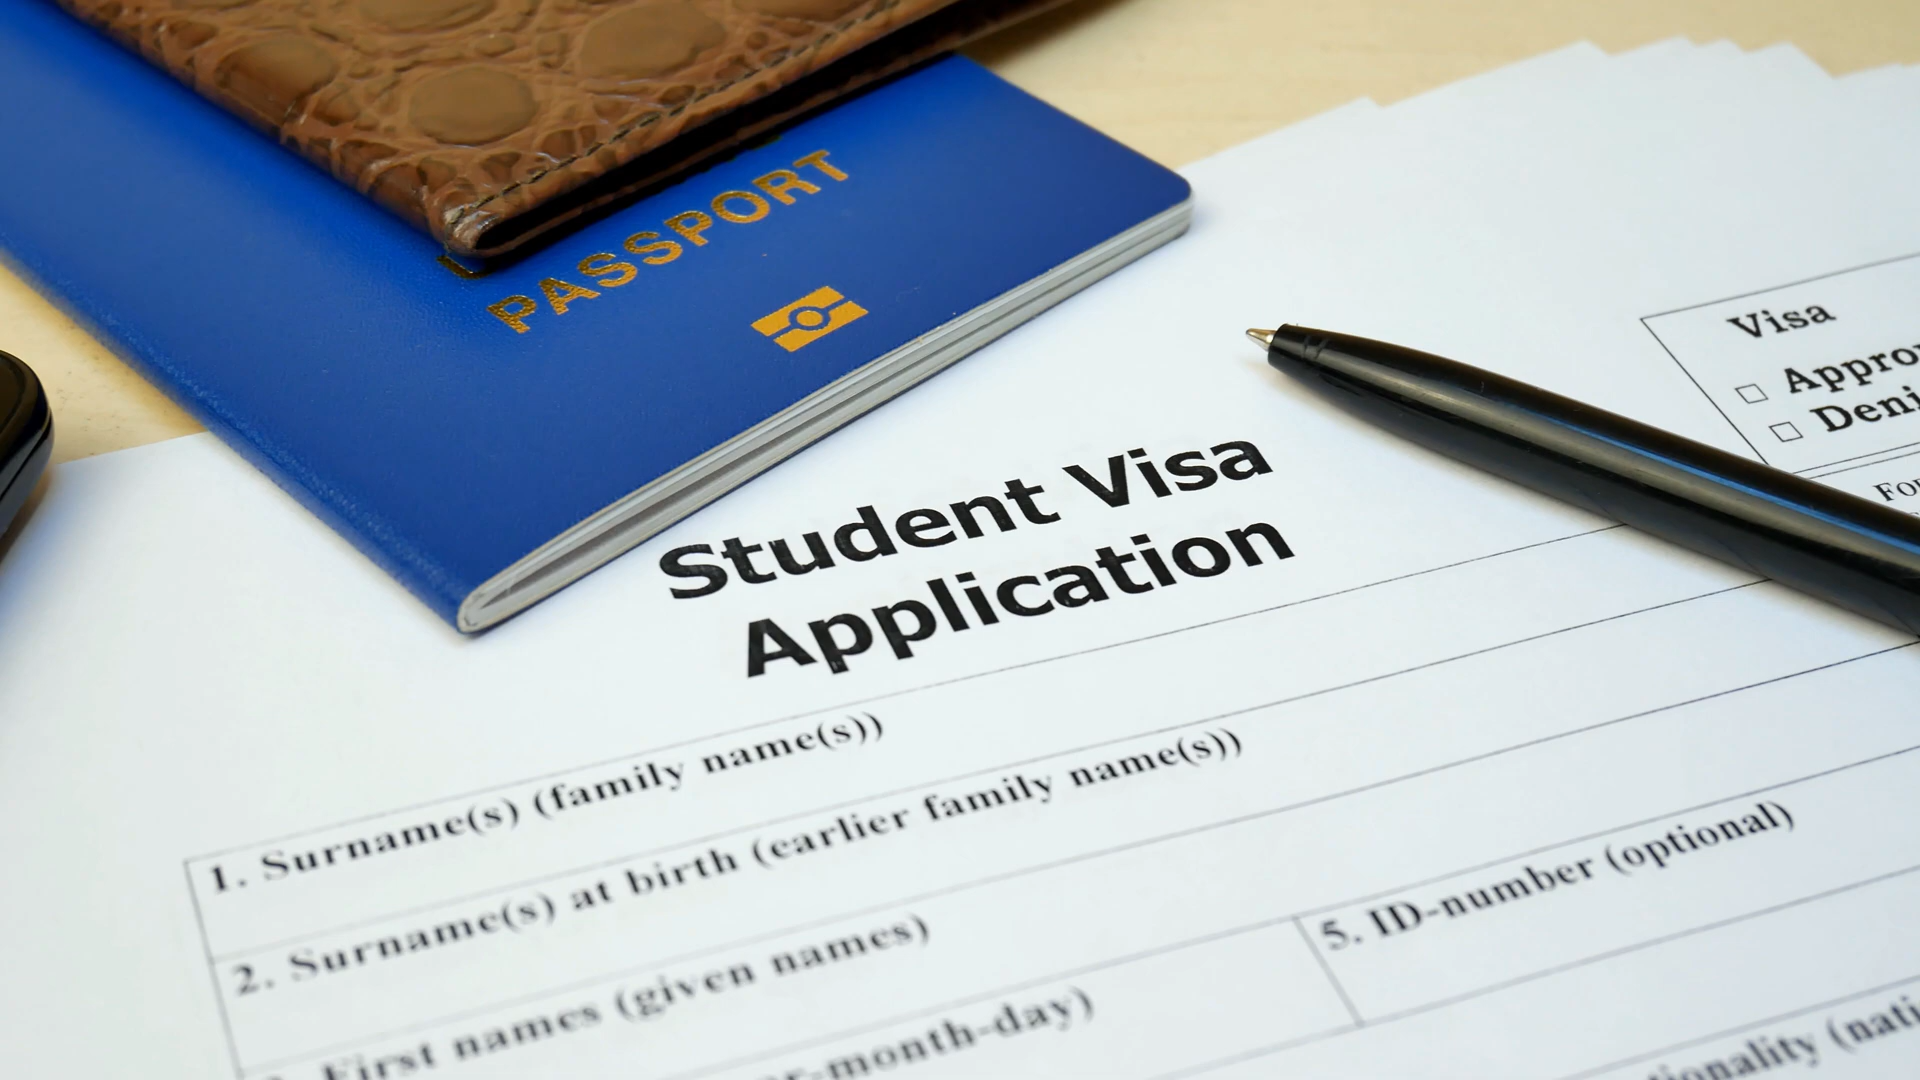 PASSPORT
Visa
Student Visa
Application
1. Surname(s) (family name(s))
2. Surname(s) at birth (earlier family name(s))
First names (given names)
5. ID-number (optional)